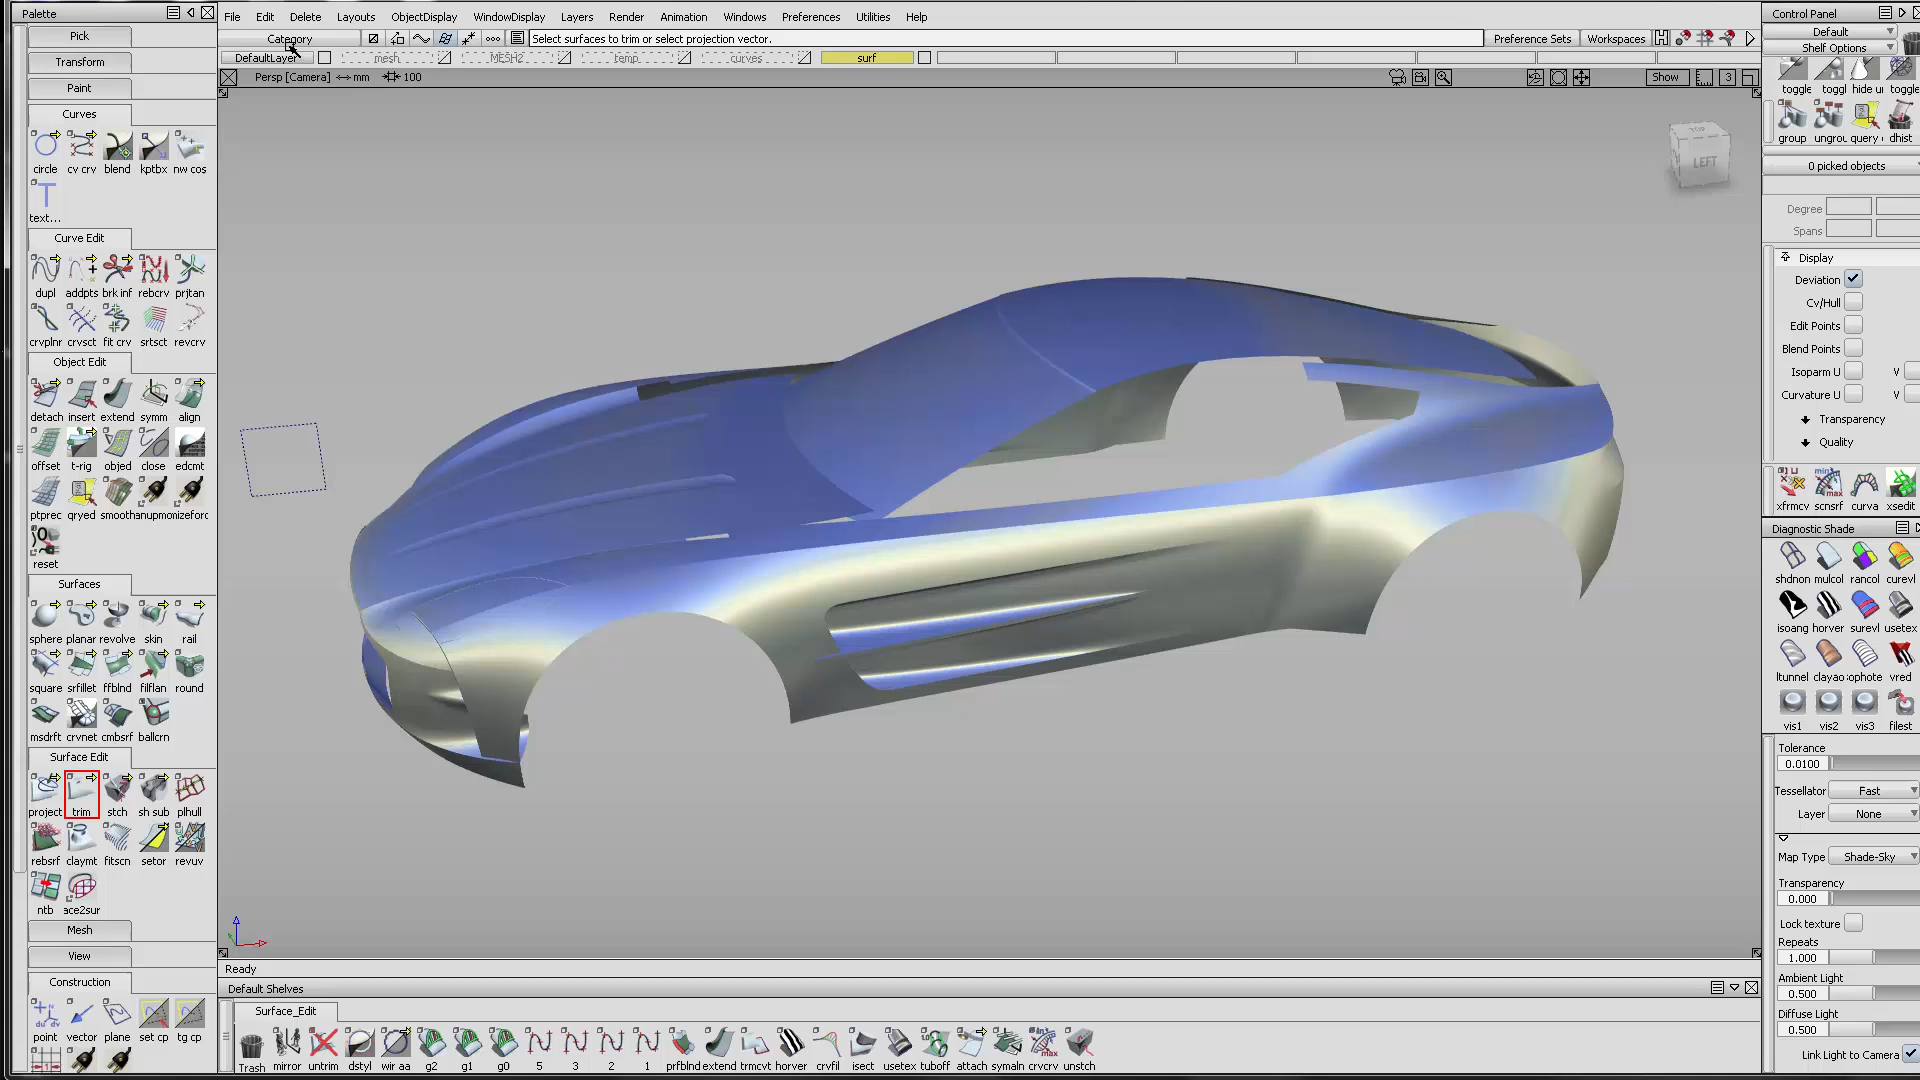 Palette
Pick
Transform
Paint
Curves
circle cv crv blend kptbx nw cos
text...
Curve Edit
dupl addpts brk inf rebcrv prjtan
crvplnr crvsct fit crv srtsct revcrv
Object Edit
detach insert extend symm align
offset t-rig objed close edcmt
ptprec qryed
reset
Surfaces
sphere planar revolve skin rail
square srfillet ffblnd filflan round
msdrft crvnet cmbsrf ballcrn
Surface Edit
project trim stch sh sub plhull
rebsrf claymt fitscn setor revuv
ntb ace2sur
Mesh
View
Construction
point vector plane set cp tg cp
File Edit Delete Layouts ObjectDisplay WindowDisplay Layers Render Animation Windows Preferences Utilities Help
Category
Select surfaces to trim or select projection vector.
Preference Sets Workspaces
DefaultLayer mesh MESH2 temp curves surf
Persp [Camera] mm 100
Show 3
TOP
LEFT
Ready
Default Shelves
Surface_Edit
Trash mirror untrim dstyl wir aa g2 g1 g0 5 3 2 1 prfblnd extend trmcvt horver crvfil isect usetex tuboff attach symaln crvcrv unstch
Control Panel
Default
Shelf Options
toggle toggl hide u toggle
group ungrou query dhist
0 picked objects
Degree
Spans
Display
Deviation
Cv/Hull
Edit Points
Blend Points
Isoparm U V
Curvature U V
Transparency
Quality
xfrmcv scnsrf curva xsedit
Diagnostic Shade
shdnon mulcol rancol curevl
isoang horver surevl usetex
ltunnel clayao sophote vred
vis1 vis2 vis3 filest
Tolerance
0.0100
Tessellator Fast
Layer None
Map Type Shade-Sky
Transparency
0.000
Lock texture
Repeats
1.000
Ambient Light
0.500
Diffuse Light
0.500
Link Light to Camera